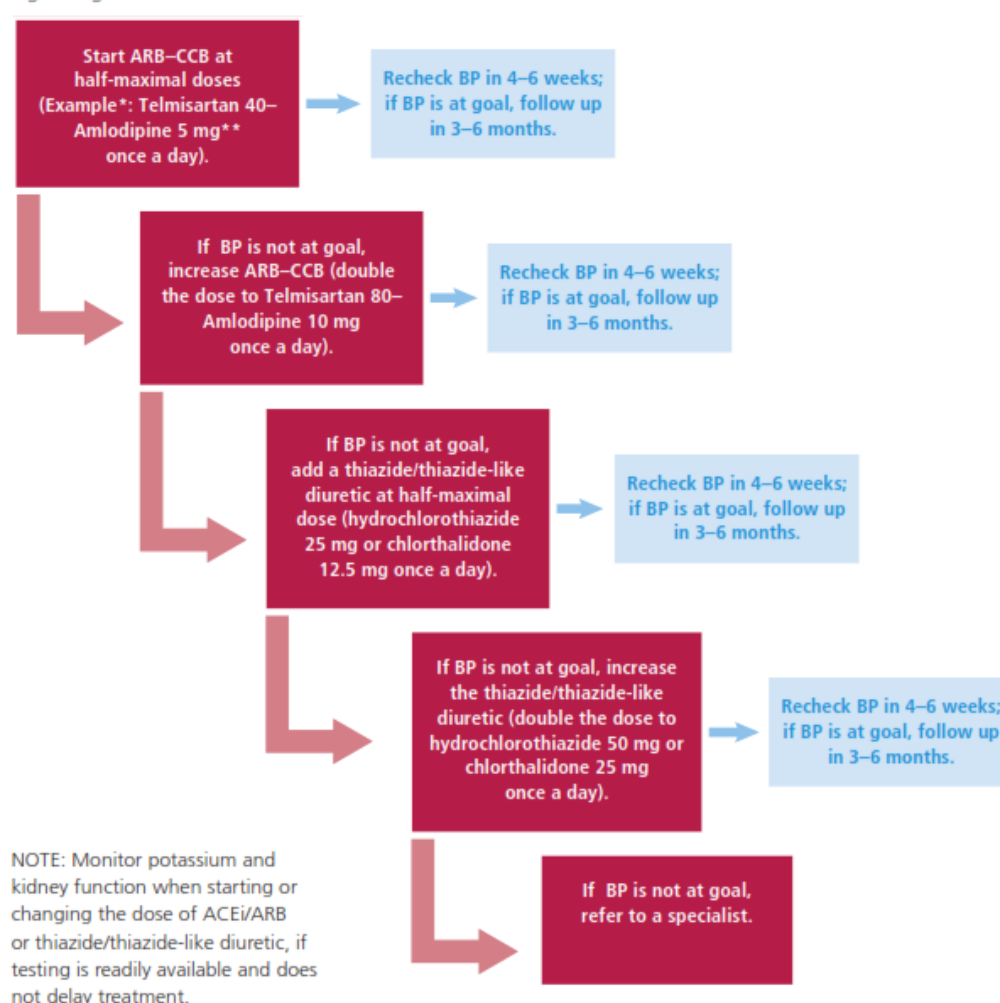 Start ARB–CCB at
half-maximal doses
(Example*: Telmisartan 40–
Amlodipine 5 mg**
once a day).
Recheck BP in 4–6 weeks;
if BP is at goal, follow up
in 3–6 months.
If BP is not at goal,
increase ARB–CCB (double
the dose to Telmisartan 80–
Amlodipine 10 mg
once a day).
Recheck BP in 4–6 weeks;
if BP is at goal, follow up
in 3–6 months.
If BP is not at goal,
add a thiazide/thiazide-like
diuretic at half-maximal
dose (hydrochlorothiazide
25 mg or chlorthalidone
12.5 mg once a day).
Recheck BP in 4–6 weeks;
if BP is at goal, follow up
in 3–6 months.
If BP is not at goal, increase
the thiazide/thiazide-like
diuretic (double the dose to
hydrochlorothiazide 50 mg or
chlorthalidone 25 mg
once a day).
Recheck BP in 4–6 weeks;
if BP is at goal, follow up
in 3–6 months.
If BP is not at goal,
refer to a specialist.
NOTE: Monitor potassium and
kidney function when starting or
changing the dose of ACEi/ARB
or thiazide/thiazide-like diuretic, if
testing is readily available and does
not delay treatment.